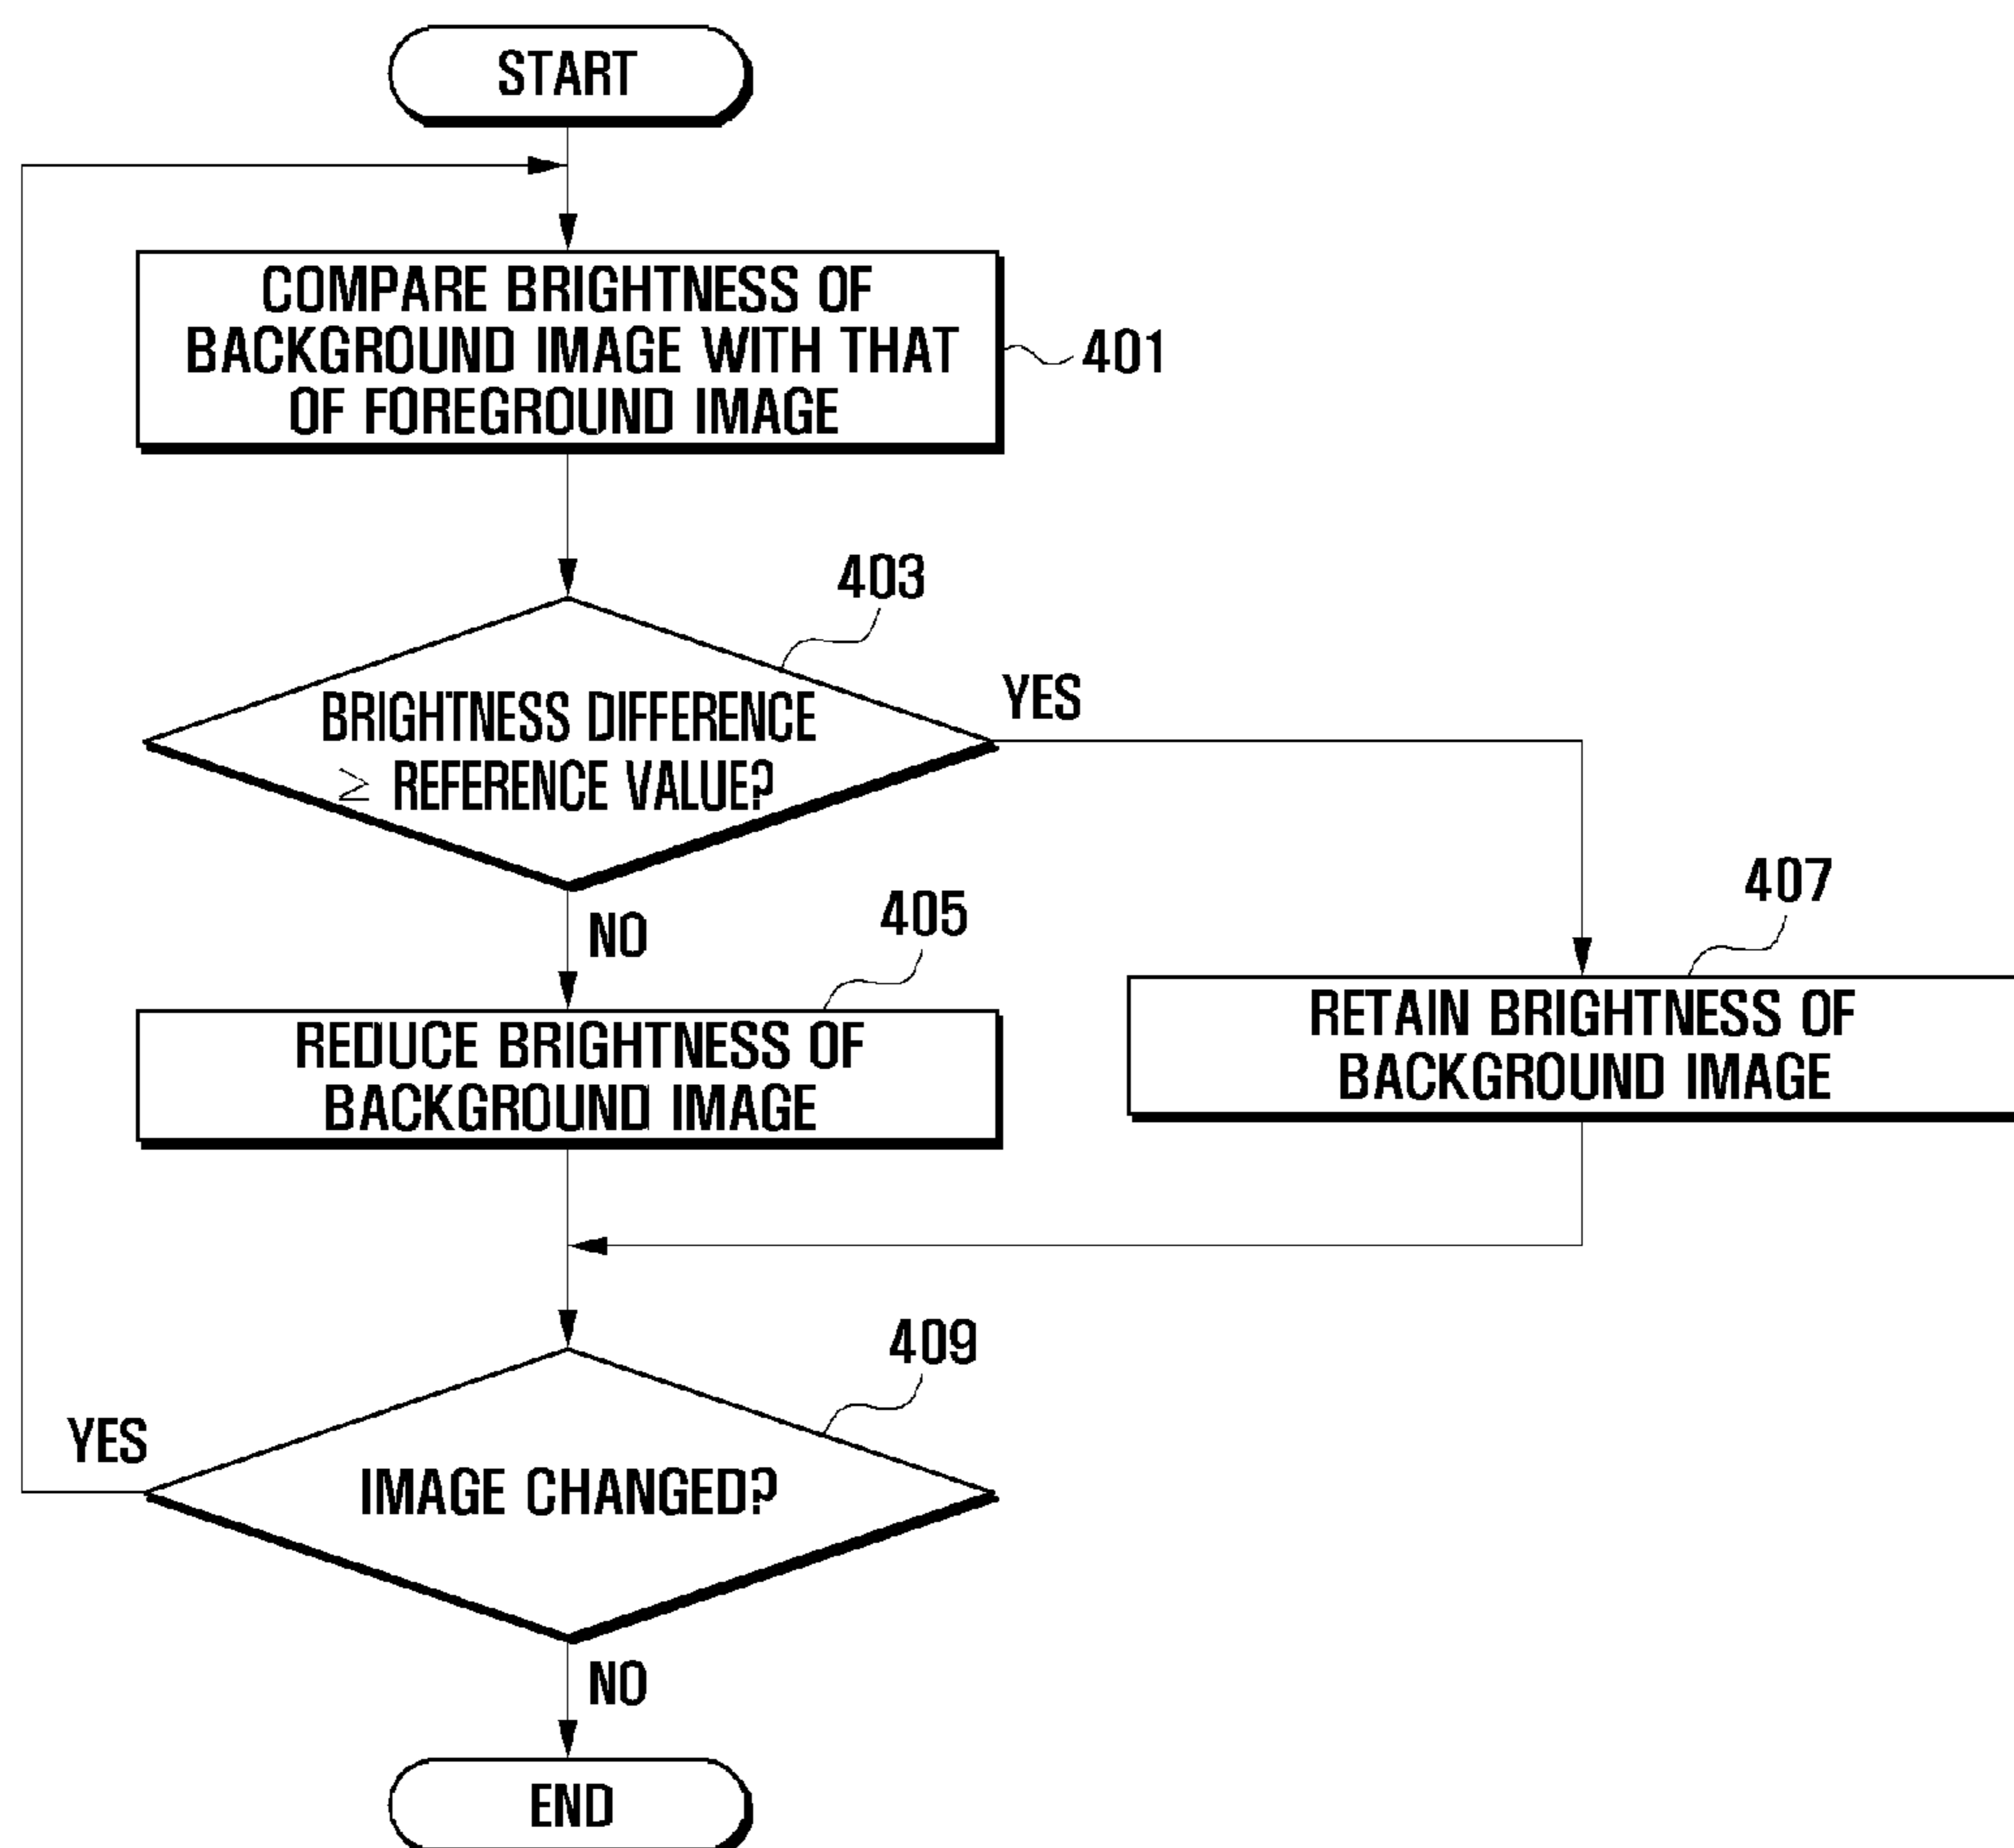 START
COMPARE BRIGHTNESS OF
BACKGROUND IMAGE WITH THAT
OF FOREGROUND IMAGE
401
403
BRIGHTNESS DIFFERENCE
≥ REFERENCE VALUE?
YES
NO
405
407
REDUCE BRIGHTNESS OF
BACKGROUND IMAGE
RETAIN BRIGHTNESS OF
BACKGROUND IMAGE
409
YES
IMAGE CHANGED?
NO
END